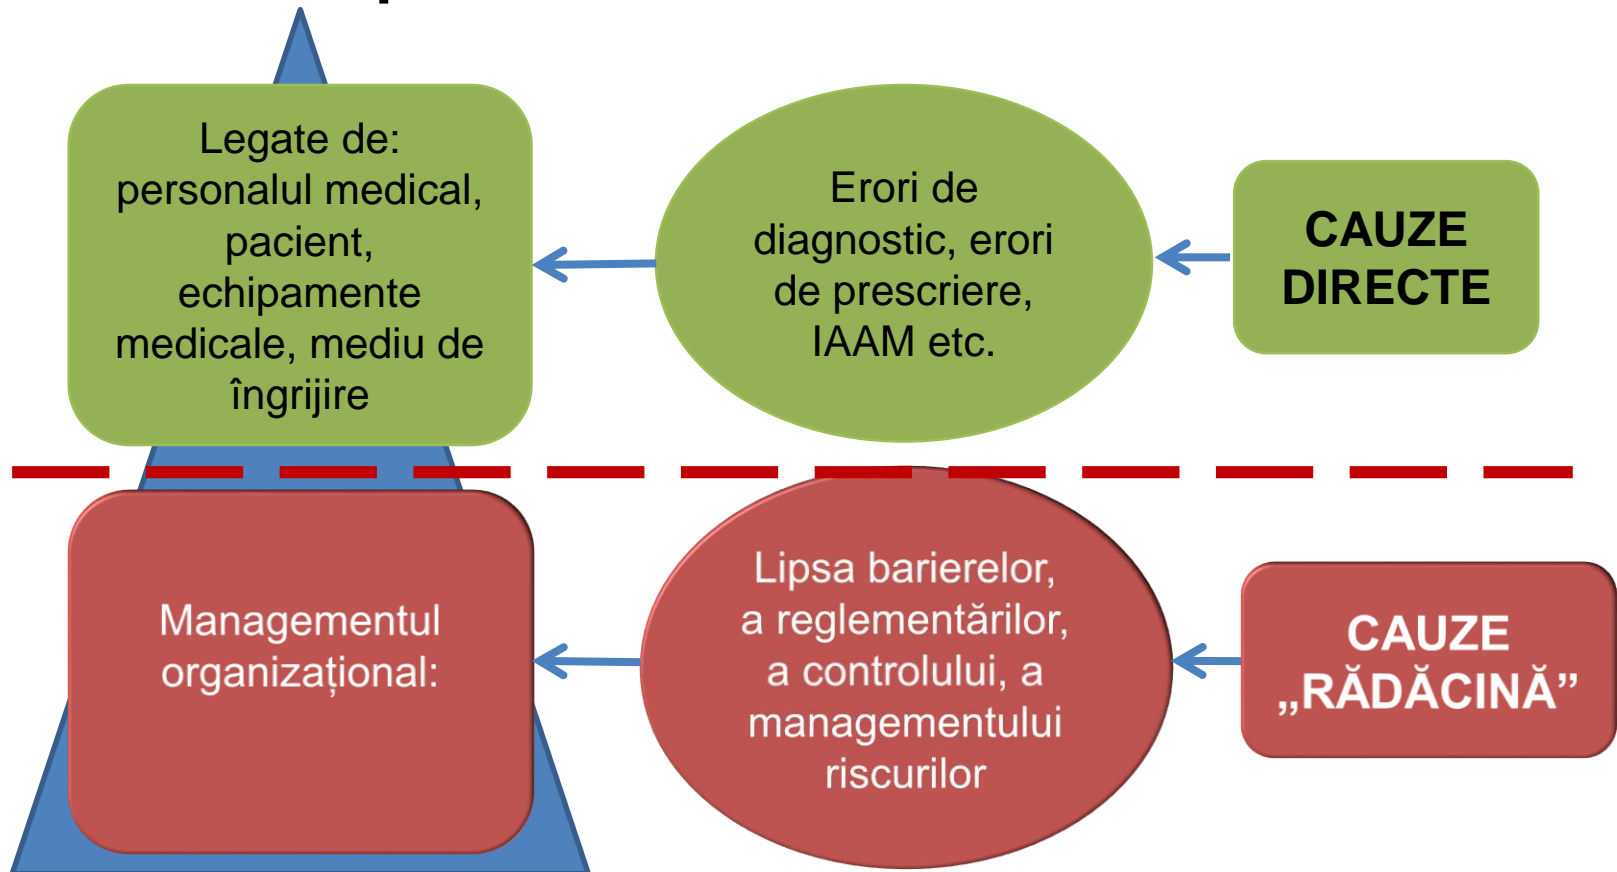 Legate de:
personalul medical,
pacient,
echipamente
medicale, mediu de
îngrijire
Erori de
diagnostic, erori
de prescriere,
IAAM etc.
CAUZE
DIRECTE
Managementul
organizațional:
Lipsa barierelor,
a reglementărilor,
a controlului, a
managementului
riscurilor
CAUZE
„RĂDĂCINĂ”